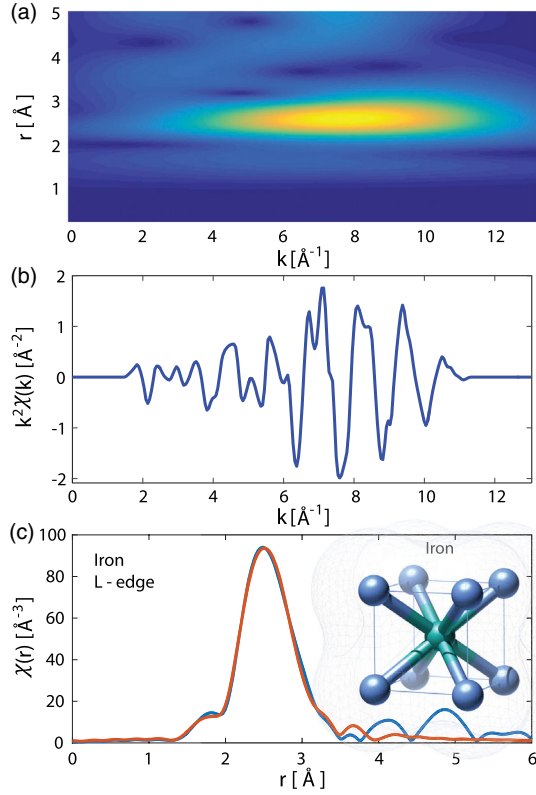 (a)
5
4
3
2
1
r [ Å ]
0 2 4 6 8 10 12
k [Å⁻¹]
(b)
2
1
0
-1
-2
k²χ(k) [Å⁻²]
0 2 4 6 8 10 12
k [Å⁻¹]
(c)
100
80
60
40
20
0
χ(r) [Å⁻³]
Iron
L - edge
Iron
0 1 2 3 4 5 6
r [ Å ]